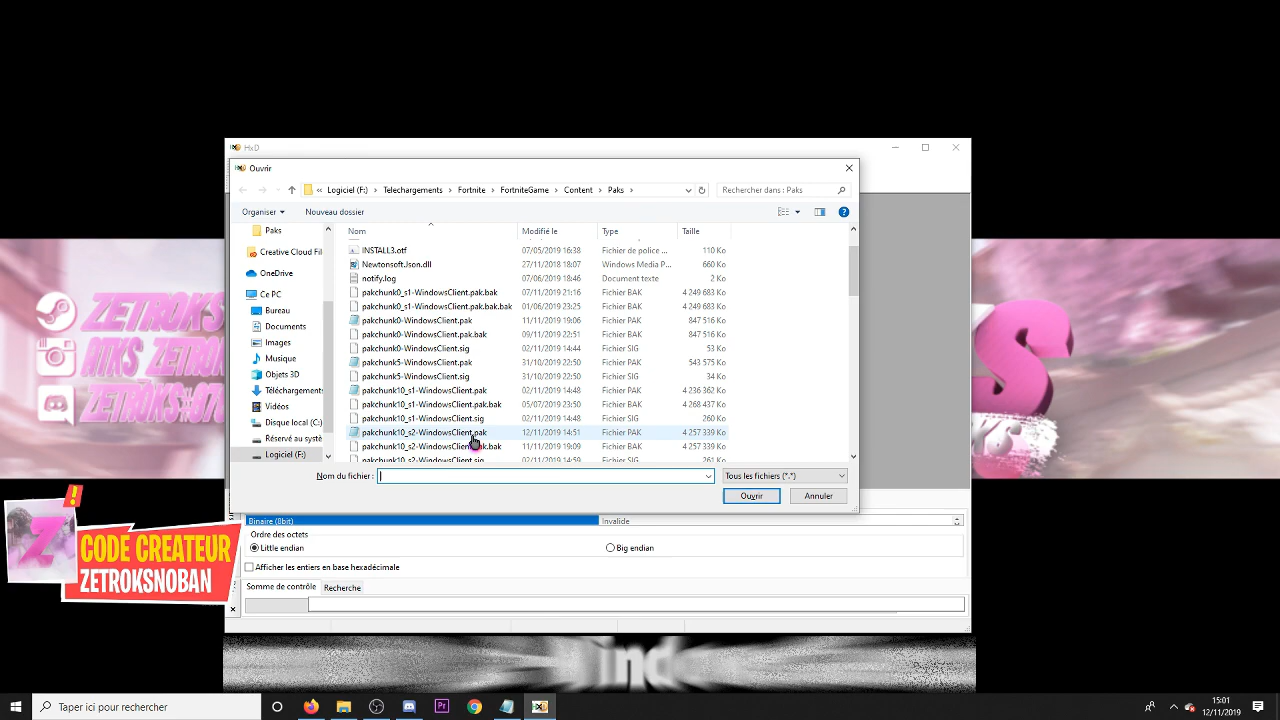 HxD
Ouvrir
« Logiciel (F:) > Telechargements > Fortnite > FortniteGame > Content > Paks >
Rechercher dans : Paks
Organiser
Nouveau dossier
Nom Modifié le Type Taille
Paks
Creative Cloud Fil
OneDrive
Ce PC
Bureau
Documents
Images
Musique
Objets 3D
Téléchargements
Vidéos
Disque local (C:)
Réservé au systè
Logiciel (F:)
INSTALL3.otf 07/05/2019 16:38 Fichier de police ... 110 Ko
Newtonsoft.Json.dll 27/11/2018 18:07 Windows Media P... 660 Ko
notify.log 07/06/2019 18:46 Document texte 2 Ko
pakchunk0_s1-WindowsClient.pak.bak 07/11/2019 21:16 Fichier BAK 4 249 683 Ko
pakchunk0_s1-WindowsClient.pak.bak.bak 01/06/2019 23:25 Fichier BAK 4 249 683 Ko
pakchunk0-WindowsClient.pak 11/11/2019 19:06 Fichier PAK 847 516 Ko
pakchunk0-WindowsClient.pak.bak 09/11/2019 22:51 Fichier BAK 847 516 Ko
pakchunk0-WindowsClient.sig 02/11/2019 14:44 Fichier SIG 53 Ko
pakchunk5-WindowsClient.pak 31/10/2019 22:50 Fichier PAK 543 575 Ko
pakchunk5-WindowsClient.sig 31/10/2019 22:50 Fichier SIG 34 Ko
pakchunk10_s1-WindowsClient.pak 02/11/2019 14:48 Fichier PAK 4 236 362 Ko
pakchunk10_s1-WindowsClient.pak.bak 05/07/2019 23:50 Fichier BAK 4 268 437 Ko
pakchunk10_s1-WindowsClient.sig 02/11/2019 14:48 Fichier SIG 260 Ko
pakchunk10_s2-WindowsClient.pak 12/11/2019 14:51 Fichier PAK 4 257 339 Ko
pakchunk10_s2-WindowsClient.pak.bak 11/11/2019 19:09 Fichier BAK 4 257 339 Ko
pakchunk10_s2-WindowsClient.sig 02/11/2019 14:59 Fichier SIG 261 Ko
Nom du fichier :
Tous les fichiers (*.*)
Ouvrir
Annuler
Binaire (8bit) Invalide
Ordre des octets
Little endian Big endian
Afficher les entiers en base hexadécimale
Somme de contrôle Recherche
ZETROKS
ATKS ZETROK
ZETROKS#07
S
Z
!
CODE CREATEUR
ZETROKSNOBAN
ind
Taper ici pour rechercher
15:01
12/11/2019